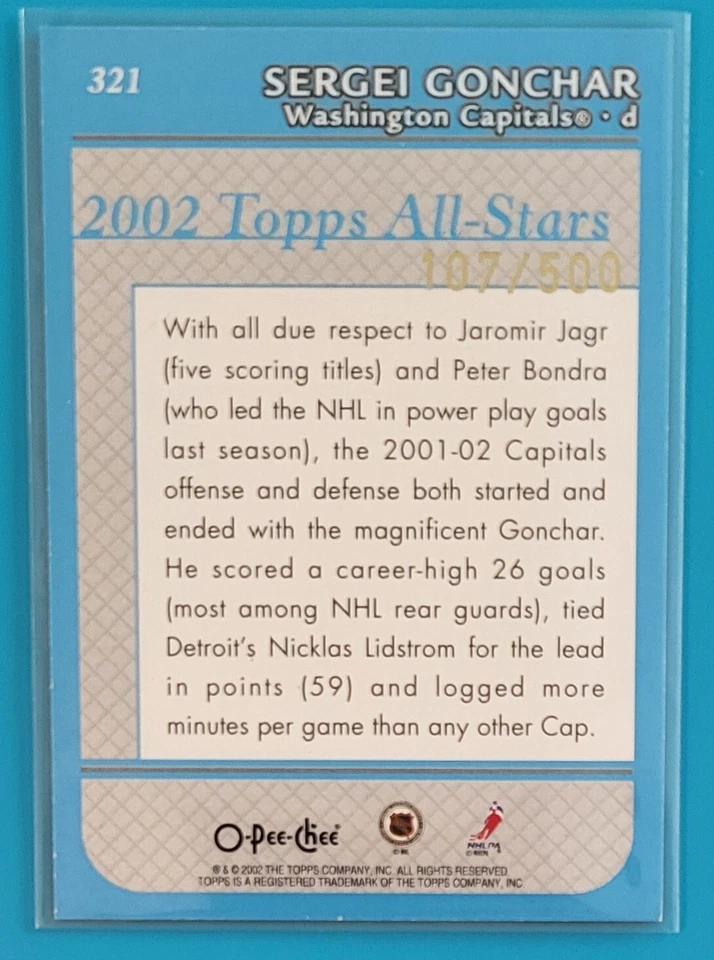 321
SERGEI GONCHAR
Washington Capitals® • d
2002 Topps All-Stars
107/500
With all due respect to Jaromir Jagr
(five scoring titles) and Peter Bondra
(who led the NHL in power play goals
last season), the 2001-02 Capitals
offense and defense both started and
ended with the magnificent Gonchar.
He scored a career-high 26 goals
(most among NHL rear guards), tied
Detroit's Nicklas Lidstrom for the lead
in points (59) and logged more
minutes per game than any other Cap.
O-Pee-Chee®
NHLPA
® & © 2002 THE TOPPS COMPANY, INC. ALL RIGHTS RESERVED.
TOPPS IS A REGISTERED TRADEMARK OF THE TOPPS COMPANY, INC.